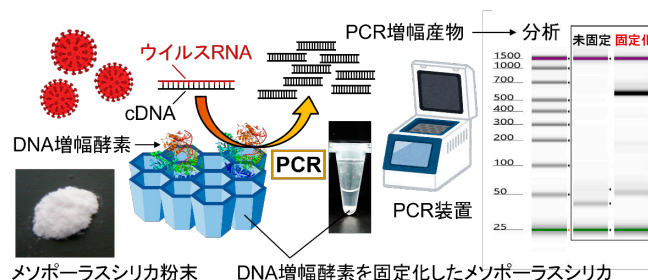 ウイルスRNA
cDNA
DNA増幅酵素
PCR
メソポーラスシリカ粉末
DNA増幅酵素を固定化したメソポーラスシリカ
PCR装置
PCR増幅産物
分析
未固定
固定化
1500
1000
700
500
400
300
200
100
50
25